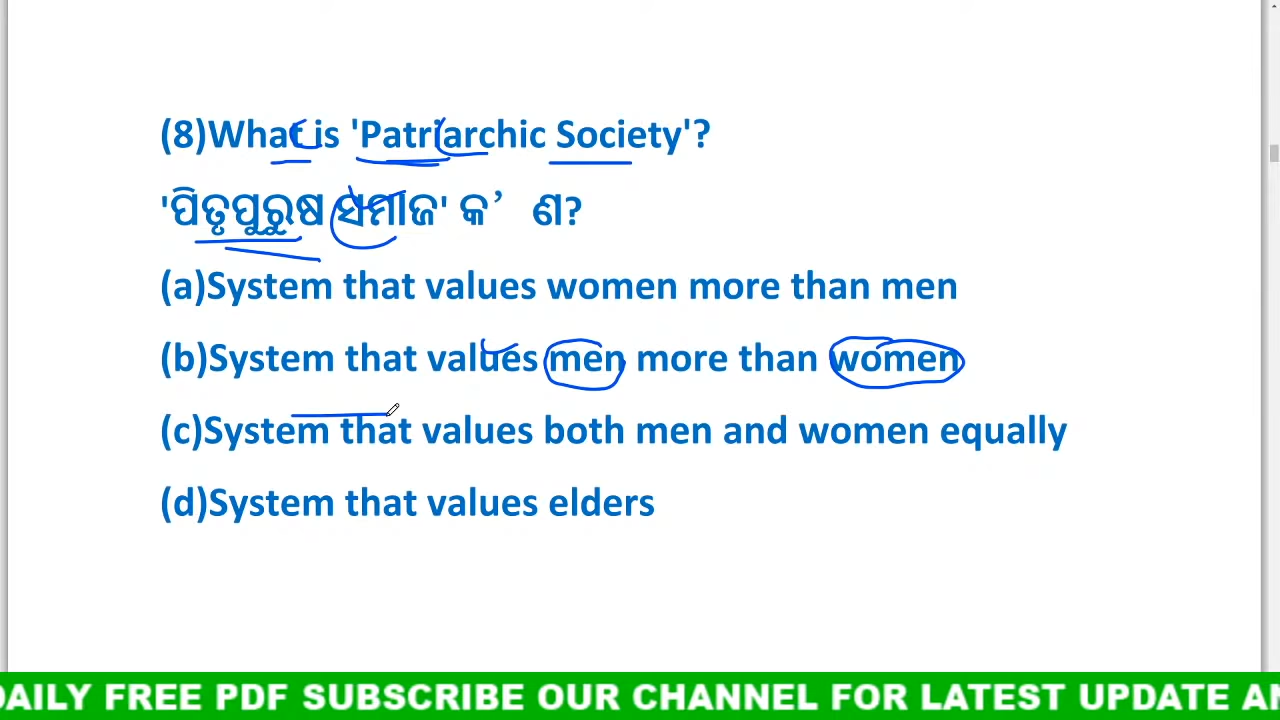 (8)What is 'Patriarchic Society'?
'ପିତୃପୁରୁଷ ସମାଜ' କ’ ଣ?
(a)System that values women more than men
(b)System that values men more than women
(c)System that values both men and women equally
(d)System that values elders
DAILY FREE PDF SUBSCRIBE OUR CHANNEL FOR LATEST UPDATE AN